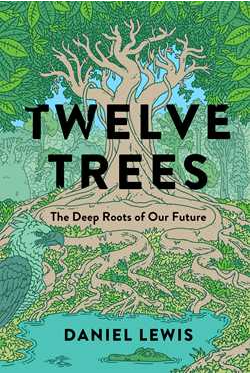 TWELVE
TREES
The Deep Roots of Our Future
DANIEL LEWIS